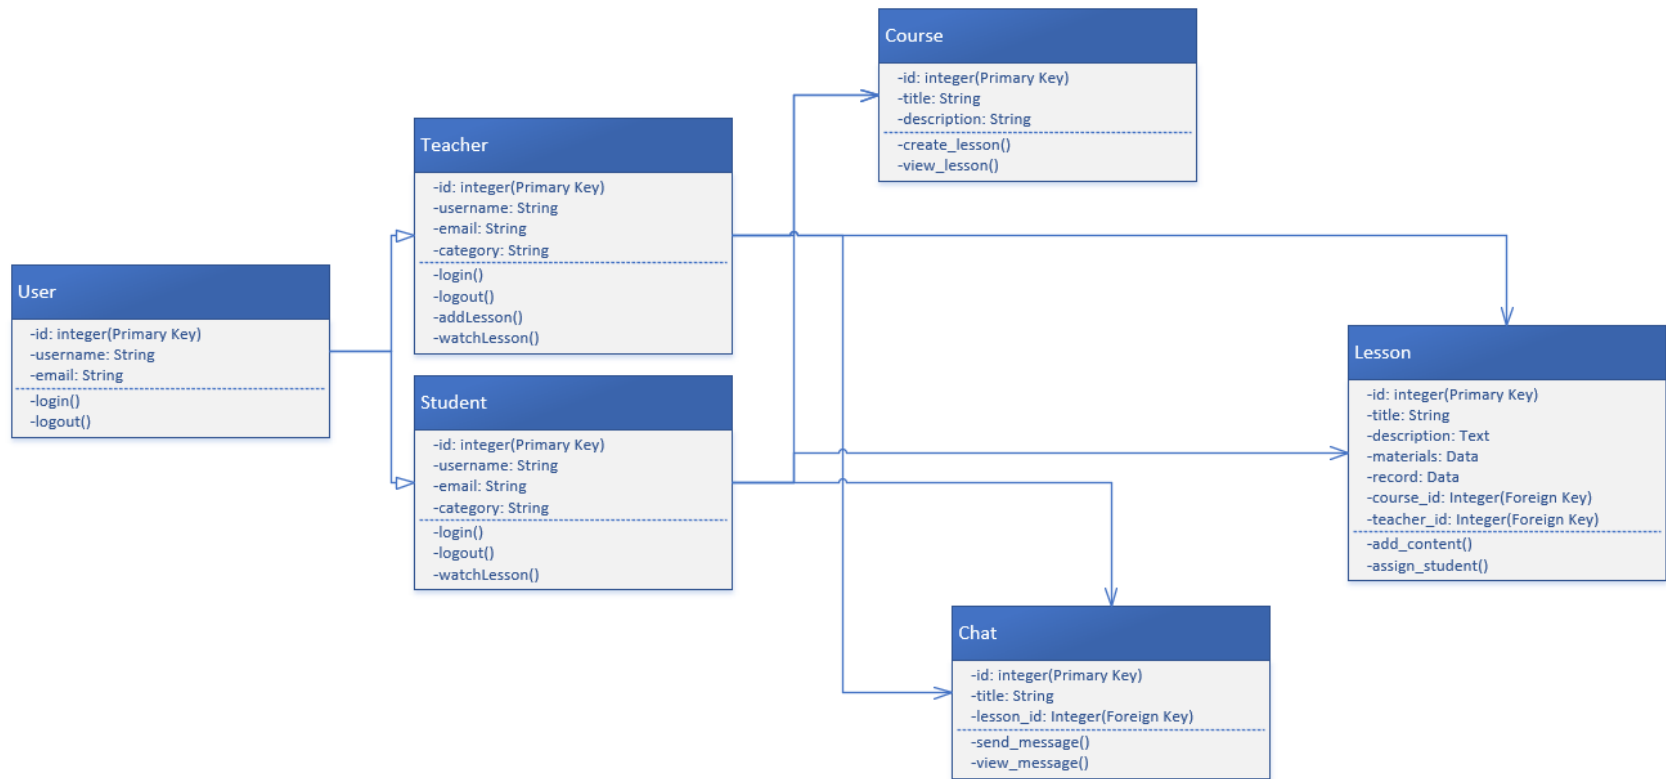 Course
-id: integer(Primary Key)
-title: String
-description: String
-create_lesson()
-view_lesson()
Teacher
-id: integer(Primary Key)
-username: String
-email: String
-category: String
-login()
-logout()
-addLesson()
-watchLesson()
User
-id: integer(Primary Key)
-username: String
-email: String
-login()
-logout()
Student
-id: integer(Primary Key)
-username: String
-email: String
-category: String
-login()
-logout()
-watchLesson()
Lesson
-id: integer(Primary Key)
-title: String
-description: Text
-materials: Data
-record: Data
-course_id: Integer(Foreign Key)
-teacher_id: Integer(Foreign Key)
-add_content()
-assign_student()
Chat
-id: integer(Primary Key)
-title: String
-lesson_id: Integer(Foreign Key)
-send_message()
-view_message()